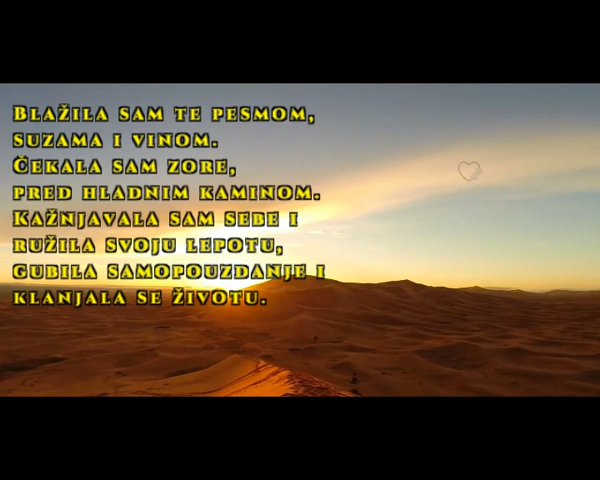 Blažila sam te pesmom,
suzama i vinom.
Čekala sam zore,
pred hladnim kaminom.
Kažnjavala sam sebe i
ružila svoju lepotu,
gubila samopouzdanje i
klanjala se životu.